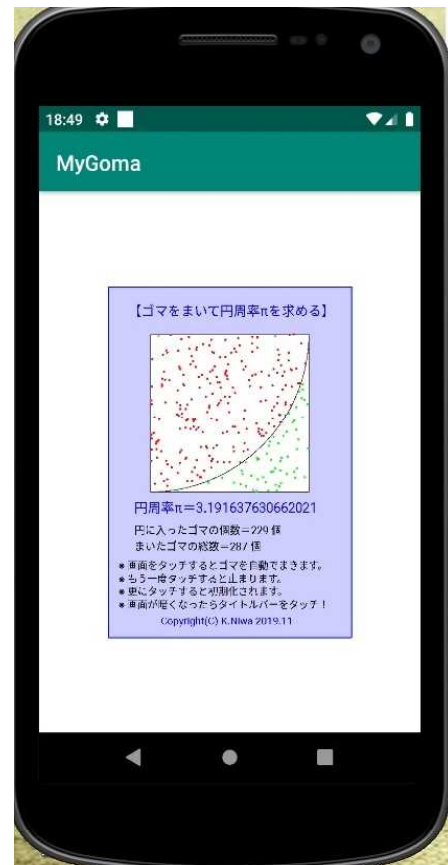 18:49
MyGoma
【ゴマをまいて円周率πを求める】
円周率π=3.191637630662021
円に入ったゴマの個数=229 個
まいたゴマの総数=287 個
※ 画面をタッチするとゴマを自動でまきます。
※ もう一度タッチすると止まります。
※ 更にタッチすると初期化されます。
※ 画面が暗くなったらタイトルバーをタッチ！
Copyright(C) K.Niwa 2019.11